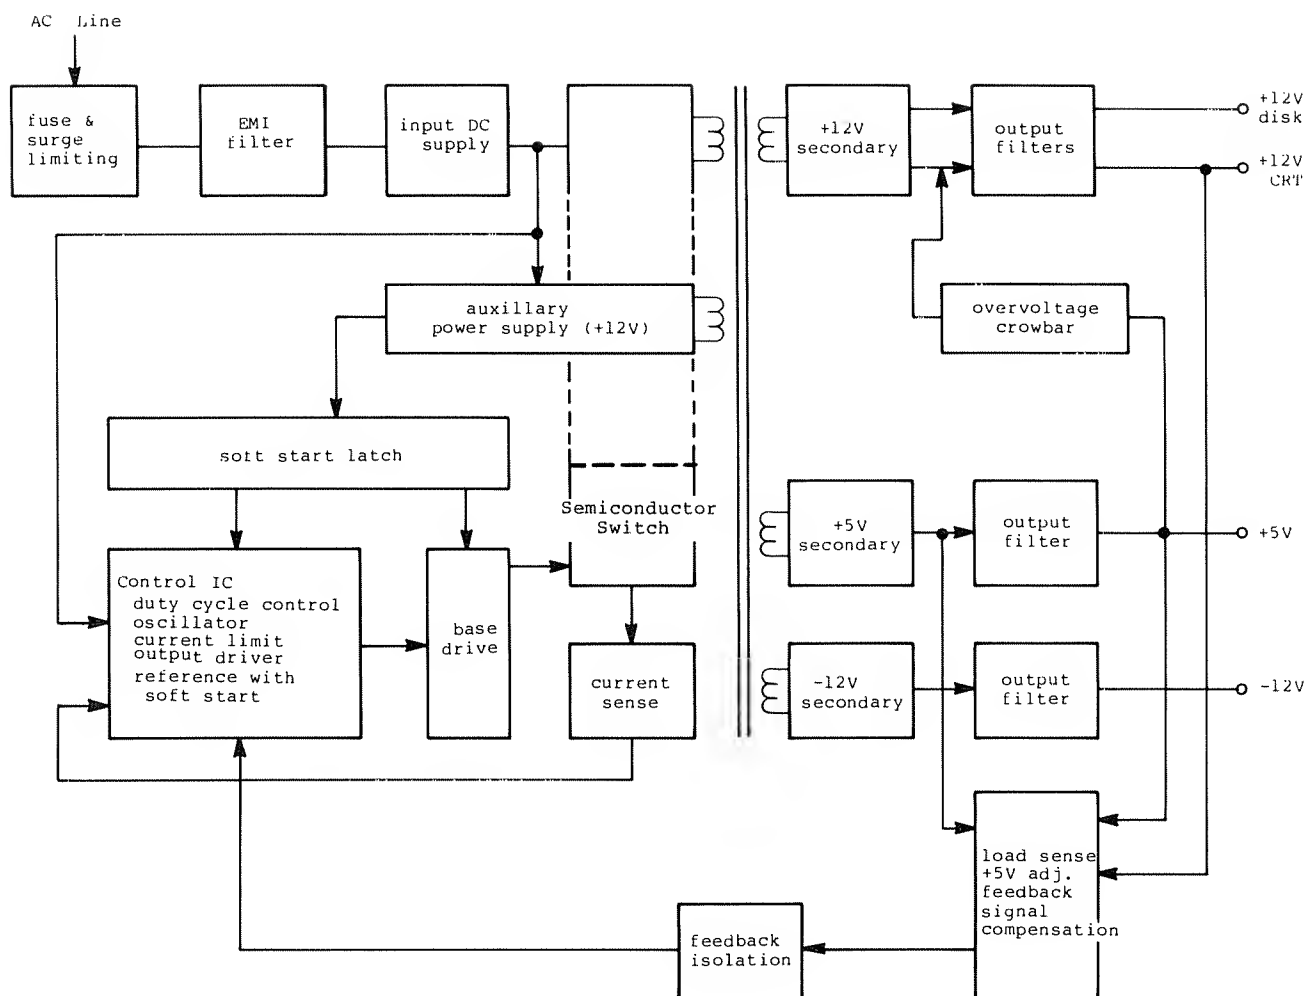 AC Line
fuse &
surge
limiting
EMI
filter
input DC
supply
+12V
secondary
output
filters
+12V
disk
+12V
CRT
auxillary
power supply (+12V)
overvoltage
crowbar
soft start latch
Semiconductor
Switch
+5V
secondary
output
filter
+5V
Control IC
duty cycle control
oscillator
current limit
output driver
reference with
soft start
base
drive
current
sense
-12V
secondary
output
filter
-12V
load sense
+5V adj.
feedback
signal
compensation
feedback
isolation